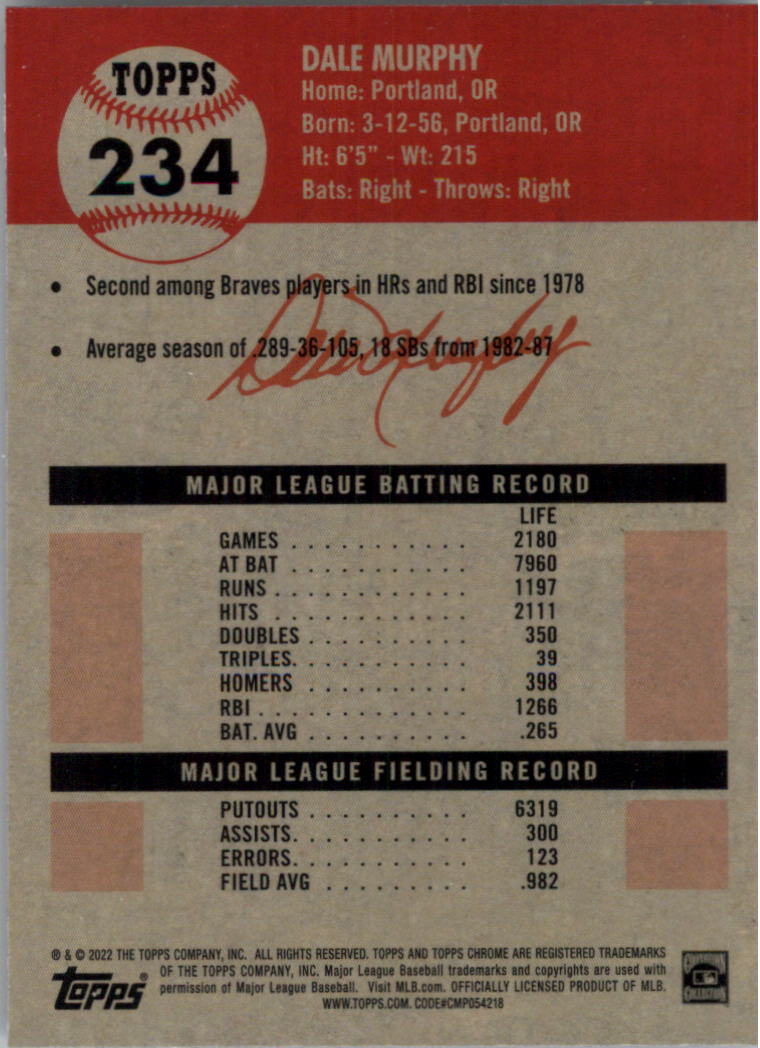 TOPPS
234
DALE MURPHY
Home: Portland, OR
Born: 3-12-56, Portland, OR
Ht: 6'5" - Wt: 215
Bats: Right - Throws: Right
• Second among Braves players in HRs and RBI since 1978
• Average season of .289-36-105, 18 SBs from 1982-87
Dale Murphy
MAJOR LEAGUE BATTING RECORD
LIFE
GAMES . . . . . . . . . . . 2180
AT BAT . . . . . . . . . . . 7960
RUNS . . . . . . . . . . . . 1197
HITS . . . . . . . . . . . . 2111
DOUBLES . . . . . . . . . . 350
TRIPLES. . . . . . . . . . . 39
HOMERS . . . . . . . . . . 398
RBI . . . . . . . . . . . . . 1266
BAT. AVG . . . . . . . . . . .265
MAJOR LEAGUE FIELDING RECORD
PUTOUTS . . . . . . . . . . 6319
ASSISTS. . . . . . . . . . . 300
ERRORS. . . . . . . . . . . 123
FIELD AVG . . . . . . . . . .982
® & © 2022 THE TOPPS COMPANY, INC. ALL RIGHTS RESERVED. TOPPS AND TOPPS CHROME ARE REGISTERED TRADEMARKS
OF THE TOPPS COMPANY, INC. Major League Baseball trademarks and copyrights are used with
permission of Major League Baseball. Visit MLB.com. OFFICIALLY LICENSED PRODUCT OF MLB.
WWW.TOPPS.COM. CODE#CMP054218
Topps®